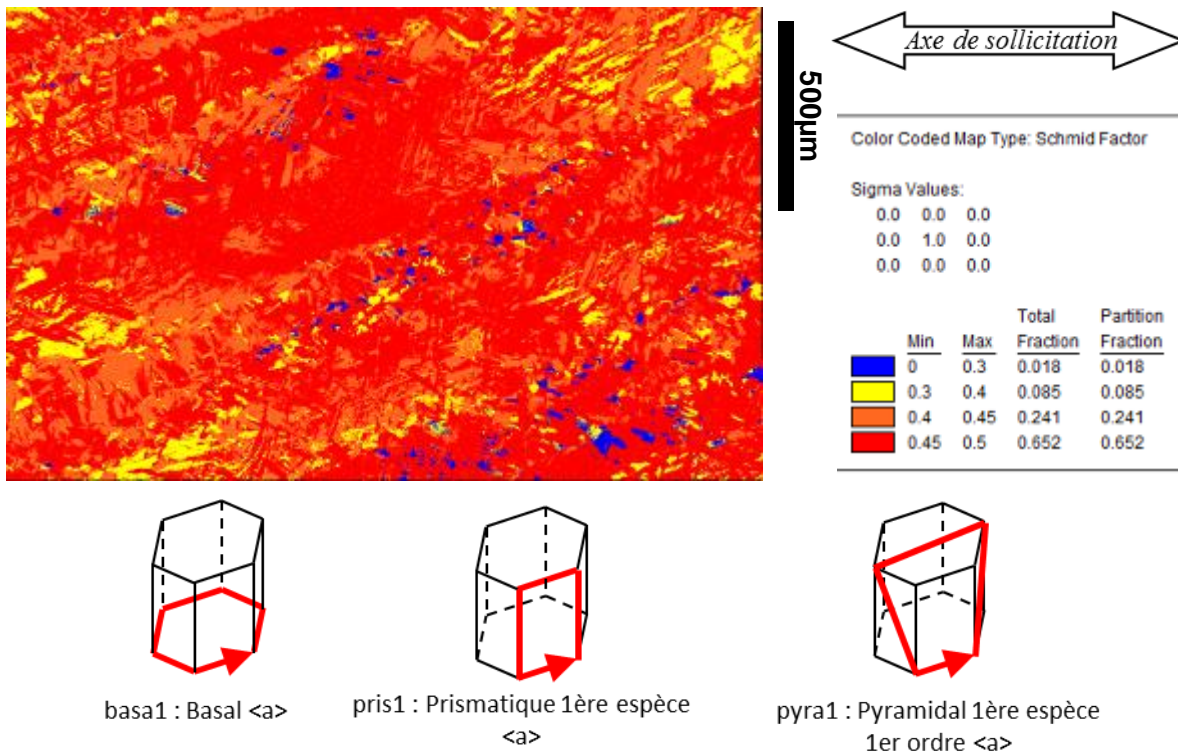 Axe de sollicitation
500µm
Color Coded Map Type: Schmid Factor
Sigma Values:
0.0 0.0 0.0
0.0 1.0 0.0
0.0 0.0 0.0
Total Partition
Min Max Fraction Fraction
0 0.3 0.018 0.018
0.3 0.4 0.085 0.085
0.4 0.45 0.241 0.241
0.45 0.5 0.652 0.652
basa1 : Basal <a>
pris1 : Prismatique 1ère espèce
<a>
pyra1 : Pyramidal 1ère espèce
1er ordre <a>